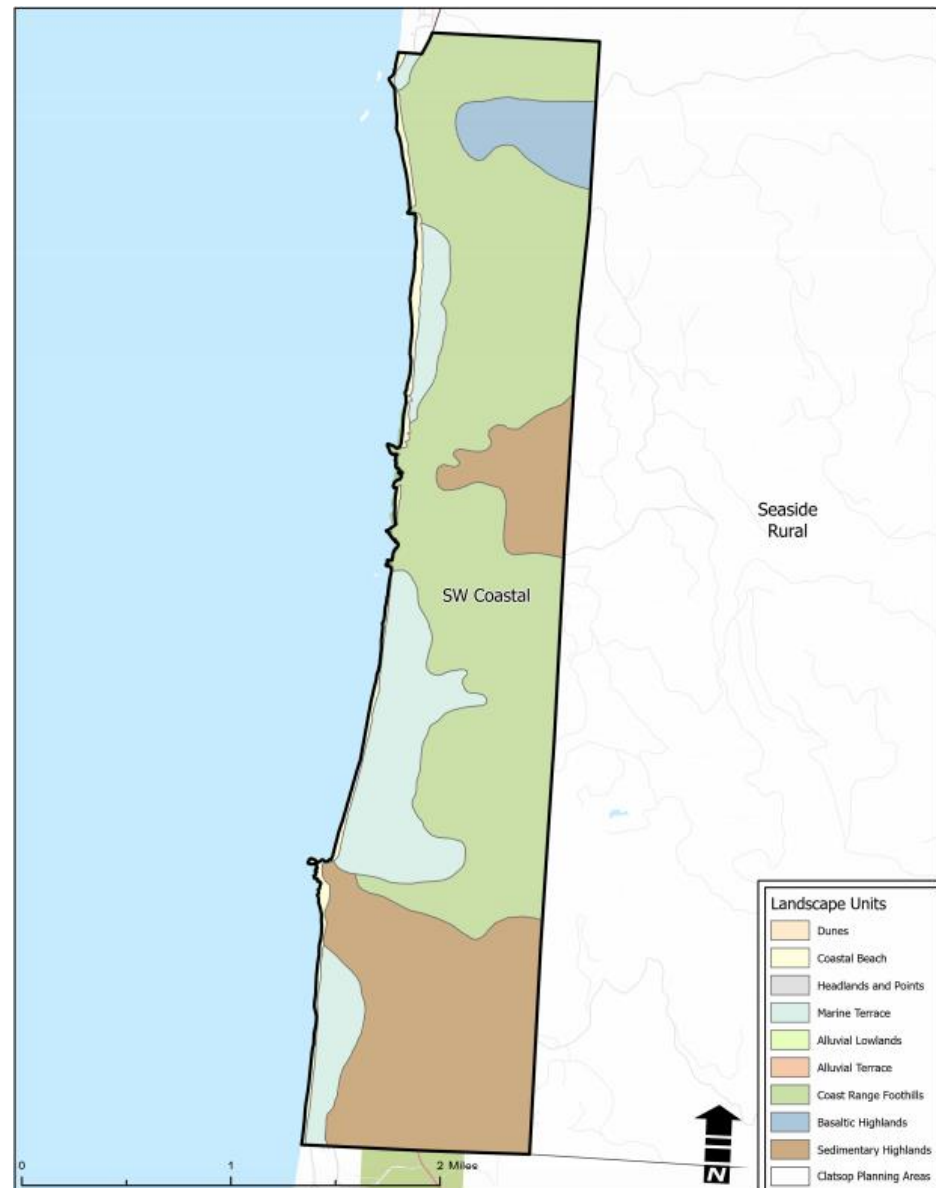 Seaside
Rural
SW Coastal
Landscape Units
Dunes
Coastal Beach
Headlands and Points
Marine Terrace
Alluvial Lowlands
Alluvial Terrace
Coast Range Foothills
Basaltic Highlands
Sedimentary Highlands
Clatsop Planning Areas
0 1 2 Miles
N